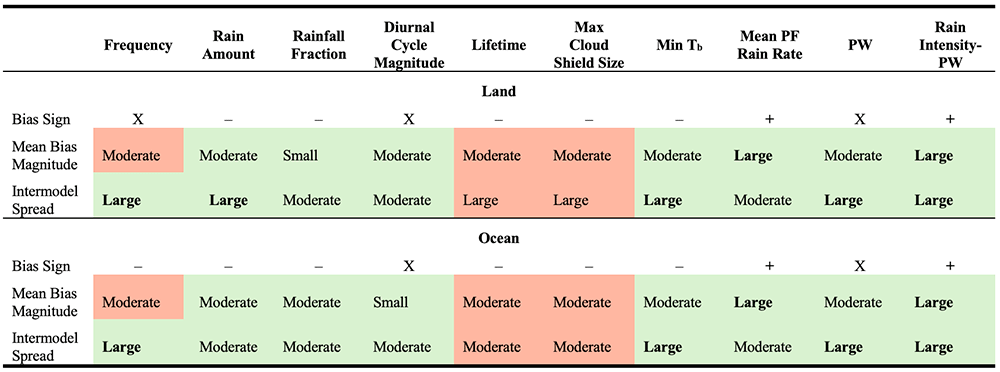 Frequency Rain Amount Rainfall Fraction Diurnal Cycle Magnitude Lifetime Max Cloud Shield Size Min Tb Mean PF Rain Rate PW Rain Intensity-PW
Land
Bias Sign X – – X – – – + X +
Mean Bias Magnitude Moderate Moderate Small Moderate Moderate Moderate Moderate Large Moderate Large
Intermodel Spread Large Large Moderate Moderate Large Large Large Moderate Large Large
Ocean
Bias Sign – – – X – – – + X +
Mean Bias Magnitude Moderate Moderate Moderate Small Moderate Moderate Moderate Large Moderate Large
Intermodel Spread Large Moderate Moderate Moderate Moderate Moderate Large Moderate Large Large